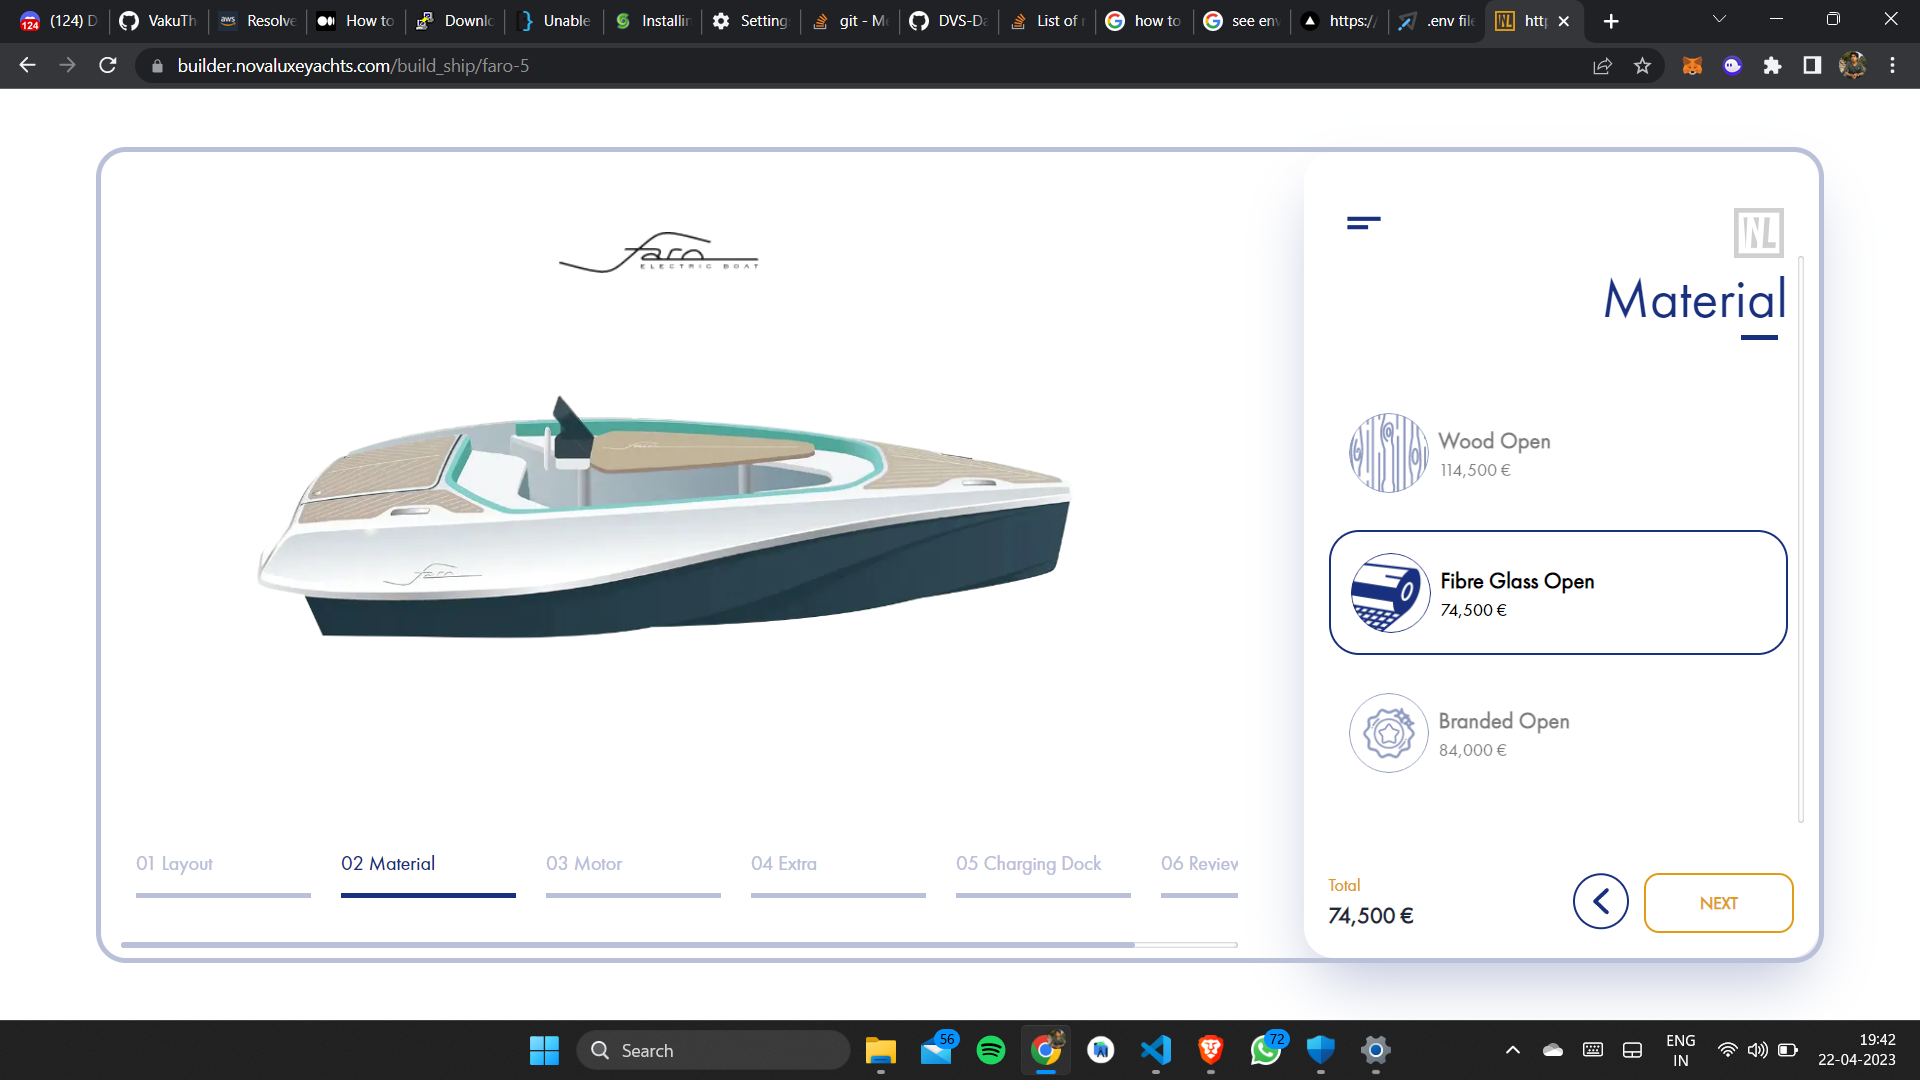 124
(124) D
VakuTh
aws
Resolve
How to
Downlo
Unable
Installin
Setting
git - M
DVS-Da
List of
how to
see env
https:/
.env file
http
builder.novaluxeyachts.com/build_ship/faro-5
faro
ELECTRIC BOAT
NL
Material
Wood Open
114,500 €
Fibre Glass Open
74,500 €
Branded Open
84,000 €
faro
01 Layout
02 Material
03 Motor
04 Extra
05 Charging Dock
06 Review
Total
74,500 €
NEXT
Search
56
72
ENG
IN
19:42
22-04-2023